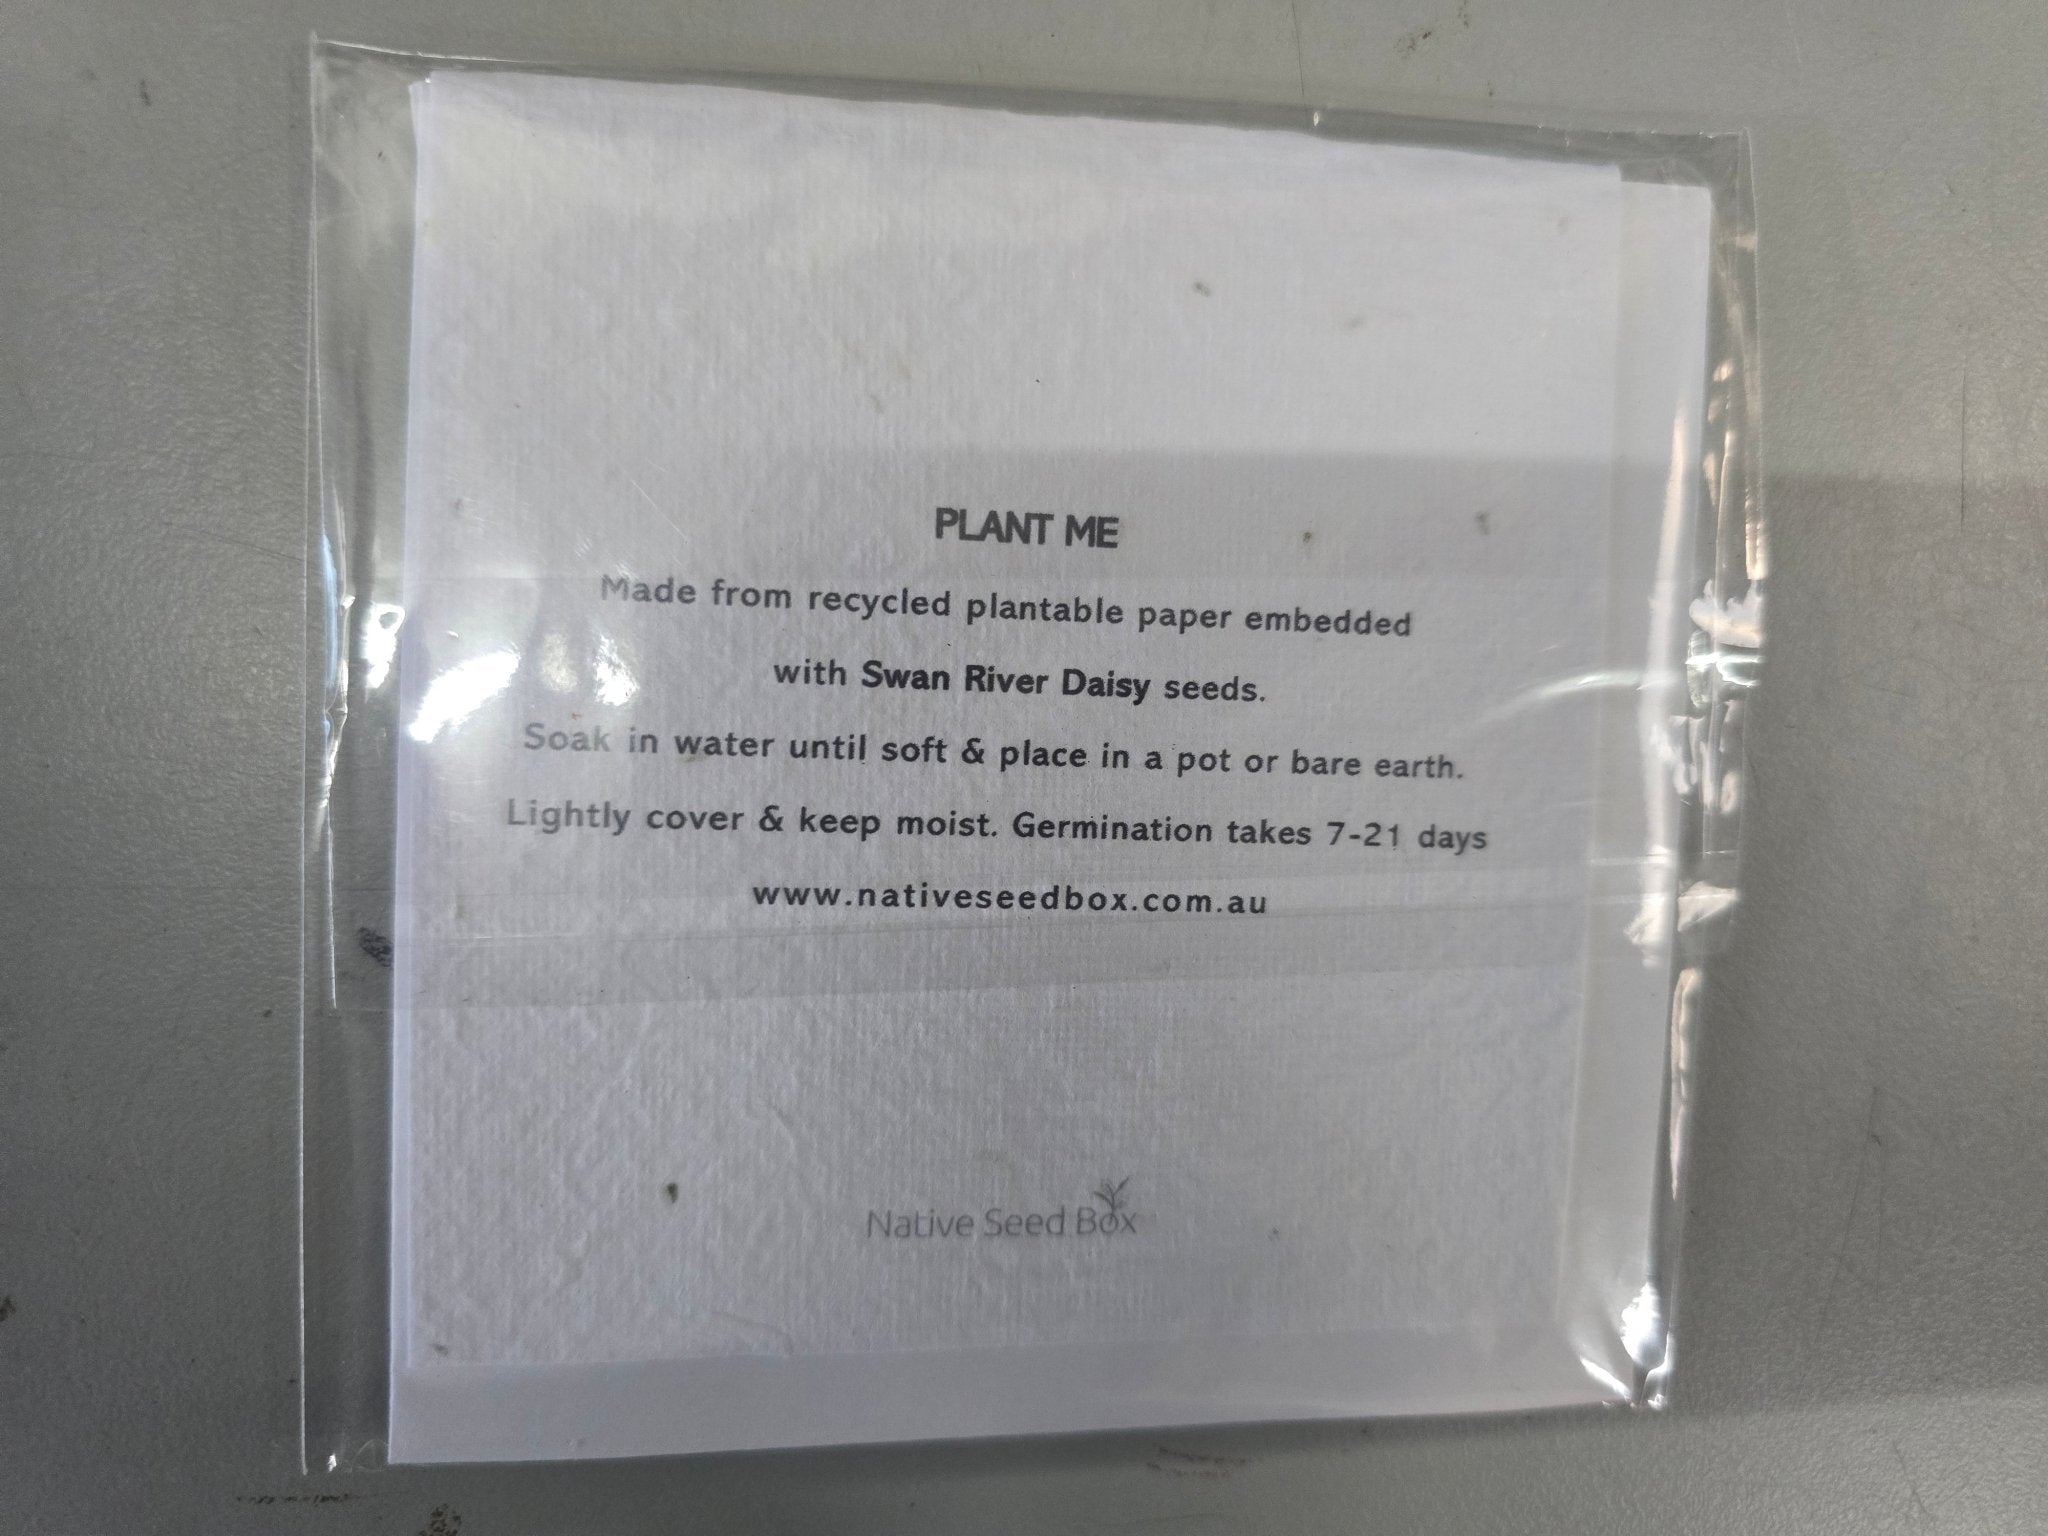 PLANT ME
Made from recycled plantable paper embedded
with Swan River Daisy seeds.
Soak in water until soft & place in a pot or bare earth.
Lightly cover & keep moist. Germination takes 7-21 days
www.nativeseedbox.com.au
Native Seed Box